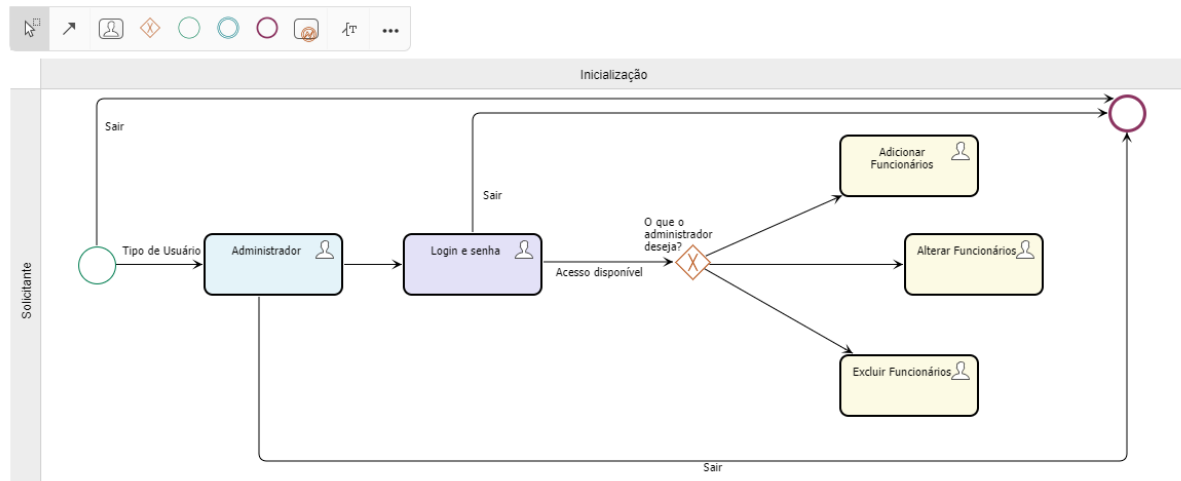 T
Inicialização
Solicitante
Sair
Sair
Tipo de Usuário
Administrador
Login e senha
Acesso disponível
O que o
administrador
deseja?
Adicionar
Funcionários
Alterar Funcionários
Excluir Funcionários
Sair